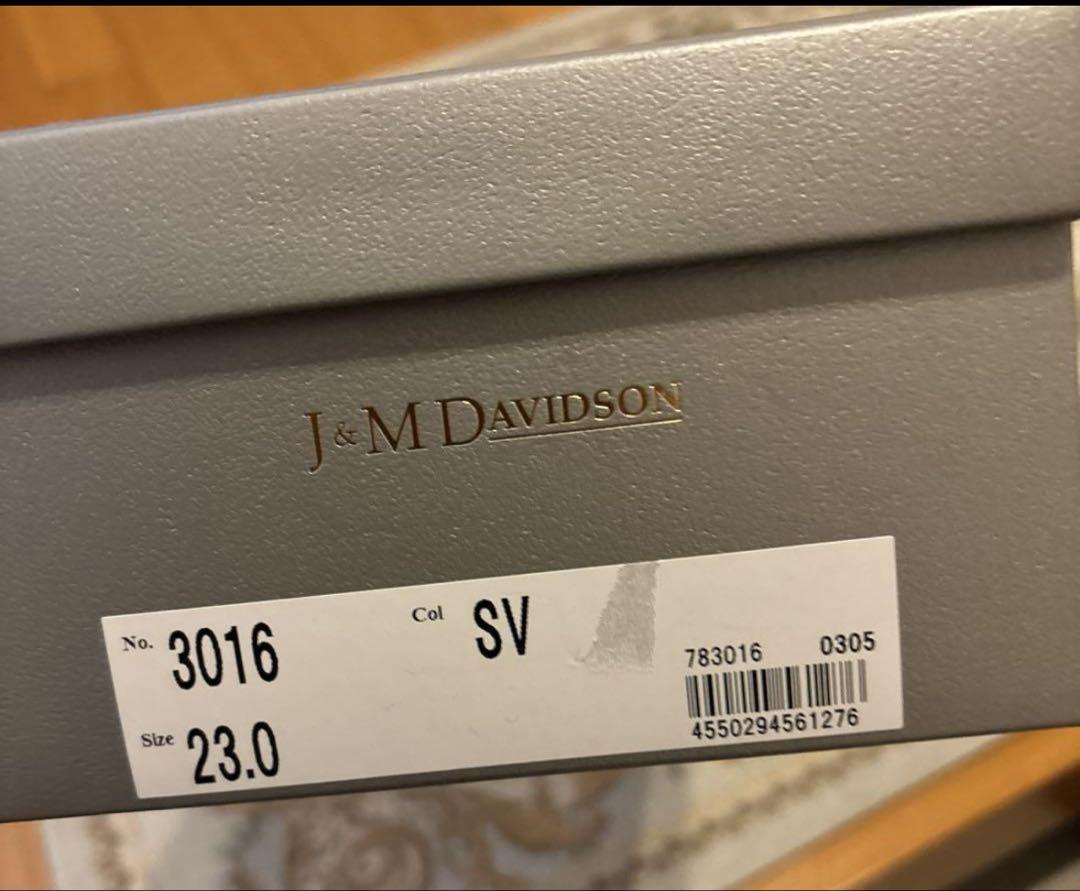 J&M DAVIDSON
No. 3016 Col SV
783016 0305
Size 23.0
4550294561276